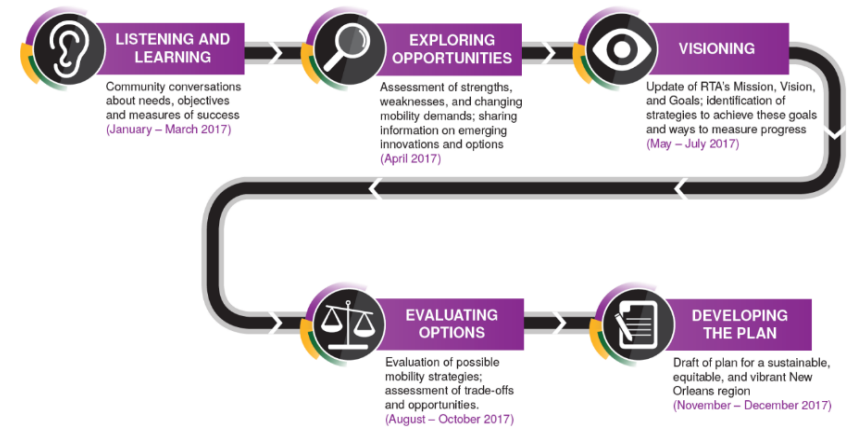 LISTENING AND
LEARNING
Community conversations
about needs, objectives
and measures of success
(January – March 2017)
EXPLORING
OPPORTUNITIES
Assessment of strengths,
weaknesses, and changing
mobility demands; sharing
information on emerging
innovations and options
(April 2017)
VISIONING
Update of RTA's Mission, Vision,
and Goals; identification of
strategies to achieve these goals
and ways to measure progress
(May – July 2017)
EVALUATING
OPTIONS
Evaluation of possible
mobility strategies;
assessment of trade-offs
and opportunities.
(August – October 2017)
DEVELOPING
THE PLAN
Draft of plan for a sustainable,
equitable, and vibrant New
Orleans region
(November – December 2017)